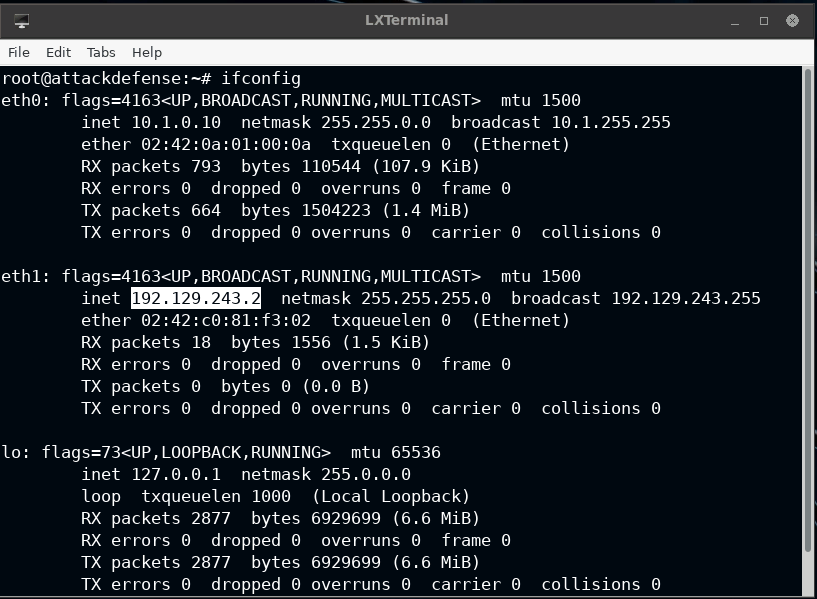 LXTerminal
File Edit Tabs Help
root@attackdefense:~# ifconfig
eth0: flags=4163<UP,BROADCAST,RUNNING,MULTICAST>  mtu 1500
        inet 10.1.0.10  netmask 255.255.0.0  broadcast 10.1.255.255
        ether 02:42:0a:01:00:0a  txqueuelen 0  (Ethernet)
        RX packets 793  bytes 110544 (107.9 KiB)
        RX errors 0  dropped 0  overruns 0  frame 0
        TX packets 664  bytes 1504223 (1.4 MiB)
        TX errors 0  dropped 0 overruns 0  carrier 0  collisions 0
eth1: flags=4163<UP,BROADCAST,RUNNING,MULTICAST>  mtu 1500
        inet 192.129.243.2  netmask 255.255.255.0  broadcast 192.129.243.255
        ether 02:42:c0:81:f3:02  txqueuelen 0  (Ethernet)
        RX packets 18  bytes 1556 (1.5 KiB)
        RX errors 0  dropped 0  overruns 0  frame 0
        TX packets 0  bytes 0 (0.0 B)
        TX errors 0  dropped 0 overruns 0  carrier 0  collisions 0
lo: flags=73<UP,LOOPBACK,RUNNING>  mtu 65536
        inet 127.0.0.1  netmask 255.0.0.0
        loop  txqueuelen 1000  (Local Loopback)
        RX packets 2877  bytes 6929699 (6.6 MiB)
        RX errors 0  dropped 0  overruns 0  frame 0
        TX packets 2877  bytes 6929699 (6.6 MiB)
        TX errors 0  dropped 0 overruns 0  carrier 0  collisions 0